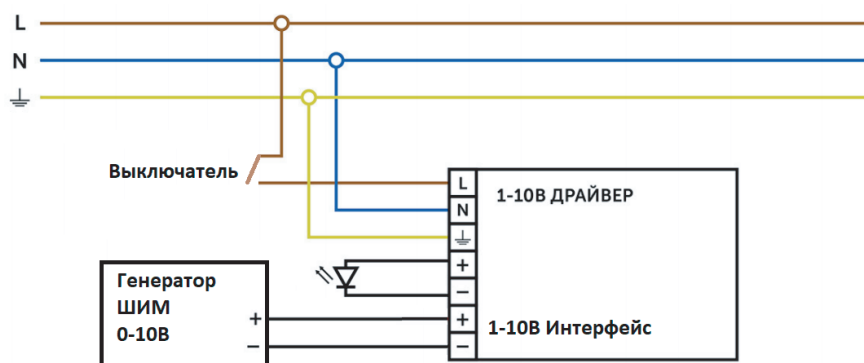 L
N
Выключатель
L
1-10В ДРАЙВЕР
N
+
−
Генератор
ШИМ
0-10В
+
−
+
−
1-10В Интерфейс